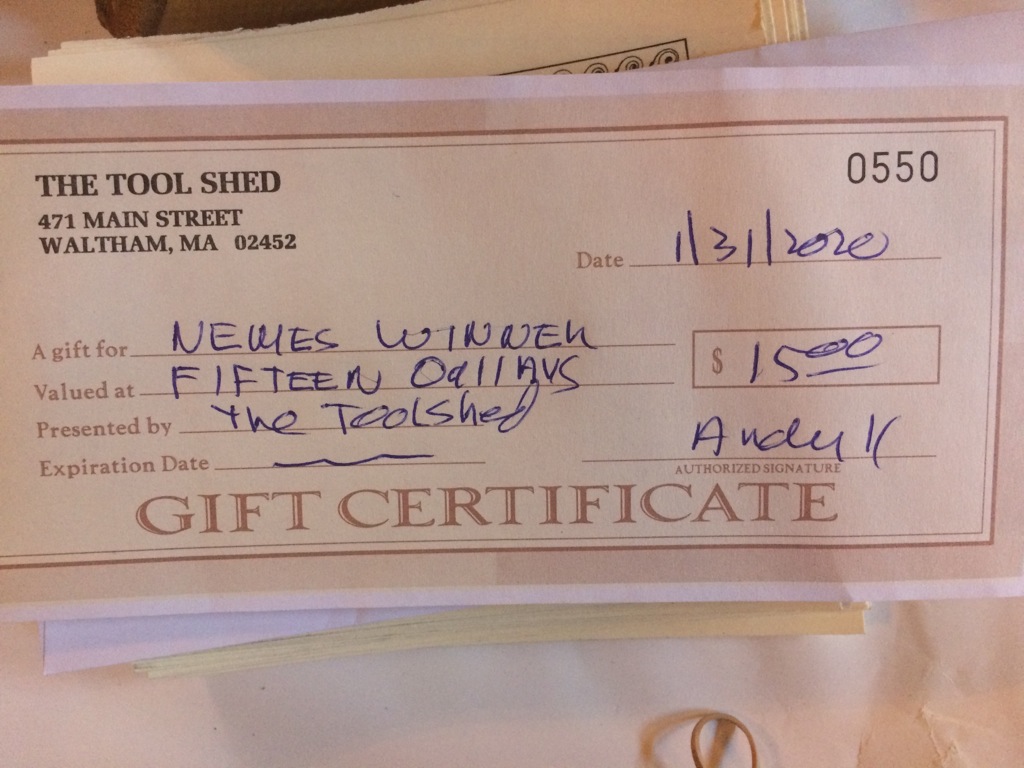 THE TOOL SHED
0550
471 MAIN STREET
WALTHAM, MA 02452
Date 1/31/2020
A gift for NEWES WINNER
$ 15.00
Valued at FIFTEEN Dollars
Presented by the ToolShed
Andy K
Expiration Date
AUTHORIZED SIGNATURE
GIFT CERTIFICATE